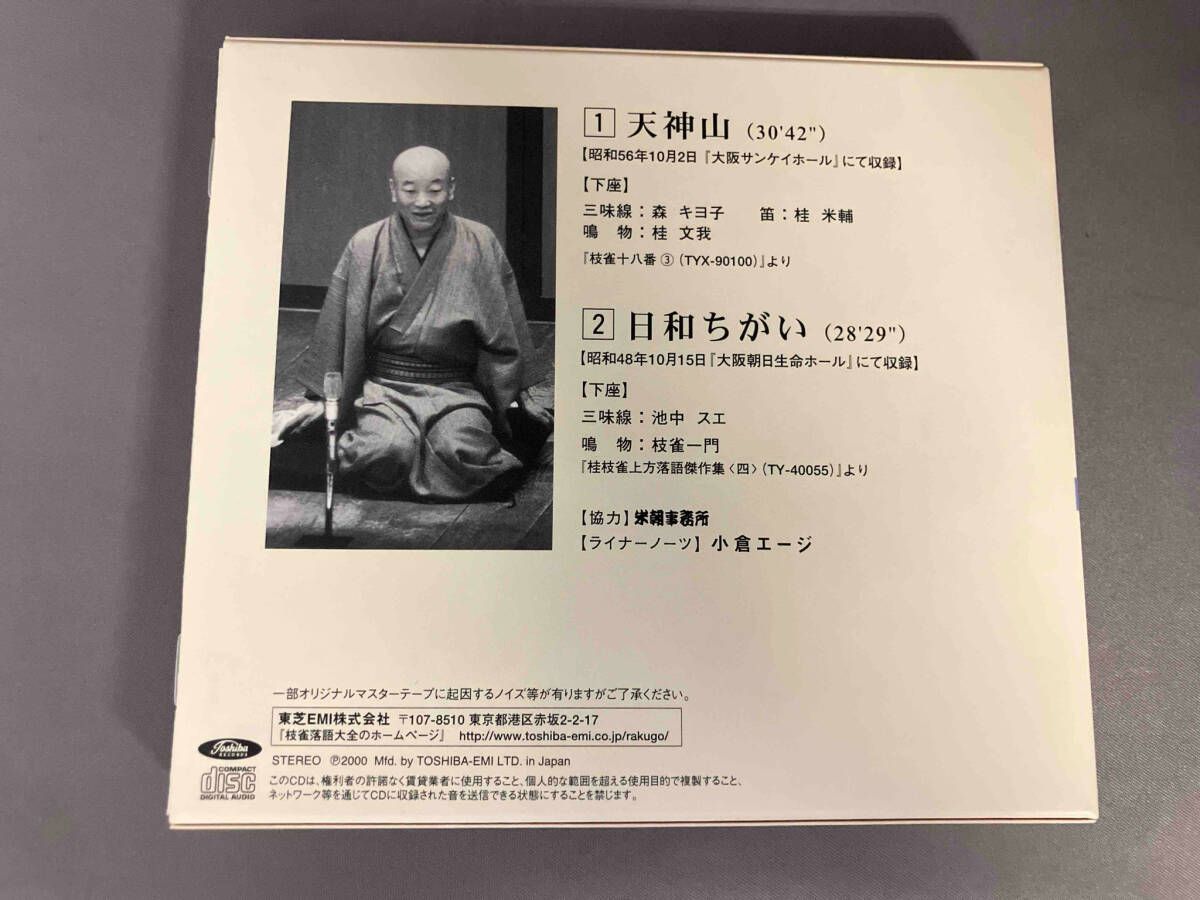 1 天神山（30'42"）
【昭和56年10月2日『大阪サンケイホール』にて収録】
【下座】
三味線：森 キヨ子　笛：桂 米輔
鳴　物：桂 文我
『枝雀十八番 ③（TYX-90100）』より
2 日和ちがい（28'29"）
【昭和48年10月15日『大阪朝日生命ホール』にて収録】
【下座】
三味線：池中 スエ
鳴　物：枝雀一門
『桂枝雀上方落語傑作集〈四〉（TY-40055）』より
【協力】米朝事務所
【ライナーノーツ】小倉エージ
一部オリジナルマスターテープに起因するノイズ等が有りますがご了承ください。
東芝EMI株式会社 〒107-8510 東京都港区赤坂2-2-17
『枝雀落語大全のホームページ』 http://www.toshiba-emi.co.jp/rakugo/
Toshiba
RECORDS
STEREO ℗2000 Mfd. by TOSHIBA-EMI LTD. in Japan
COMPACT
disc
DIGITAL AUDIO
このCDは、権利者の許諾なく賃貸業者に使用すること、個人的な範囲を超える使用目的で複製すること、
ネットワーク等を通じてCDに収録された音を送信できる状態にすることを禁じます。